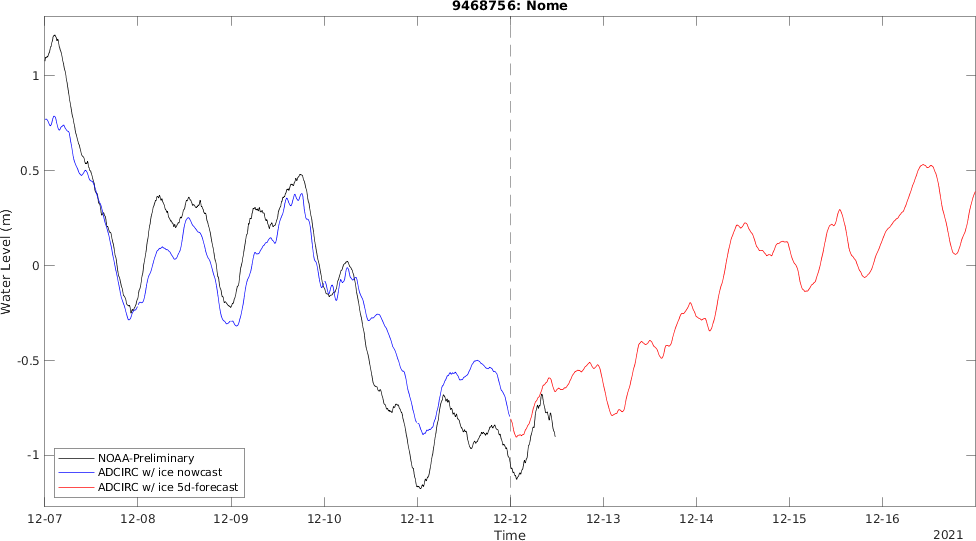 9468756: Nome
Water Level (m)
1
0.5
0
-0.5
-1
NOAA-Preliminary
ADCIRC w/ ice nowcast
ADCIRC w/ ice 5d-forecast
12-07 12-08 12-09 12-10 12-11 12-12 12-13 12-14 12-15 12-16
Time
2021